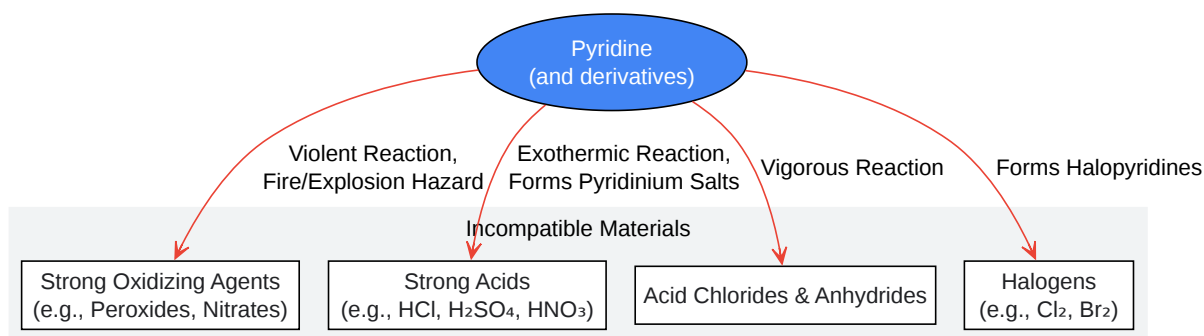 Pyridine
(and derivatives)
Violent Reaction,
Fire/Explosion Hazard
Exothermic Reaction,
Forms Pyridinium Salts
Vigorous Reaction
Forms Halopyridines
Incompatible Materials
Strong Oxidizing Agents
(e.g., Peroxides, Nitrates)
Strong Acids
(e.g., HCl, H₂SO₄, HNO₃)
Acid Chlorides & Anhydrides
Halogens
(e.g., Cl₂, Br₂)